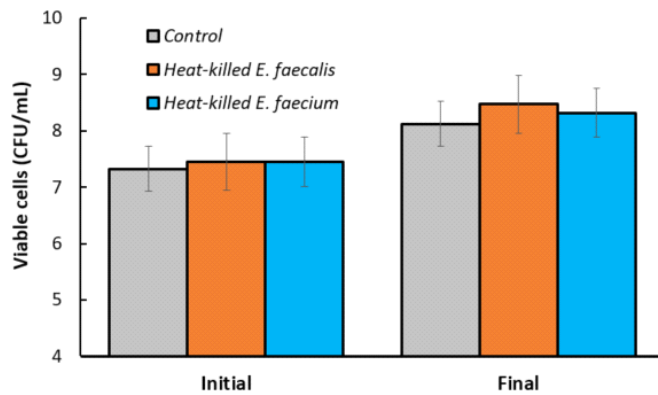 10
9
8
7
6
5
4
Viable cells (CFU/mL)
Control
Heat-killed E. faecalis
Heat-killed E. faecium
Initial
Final